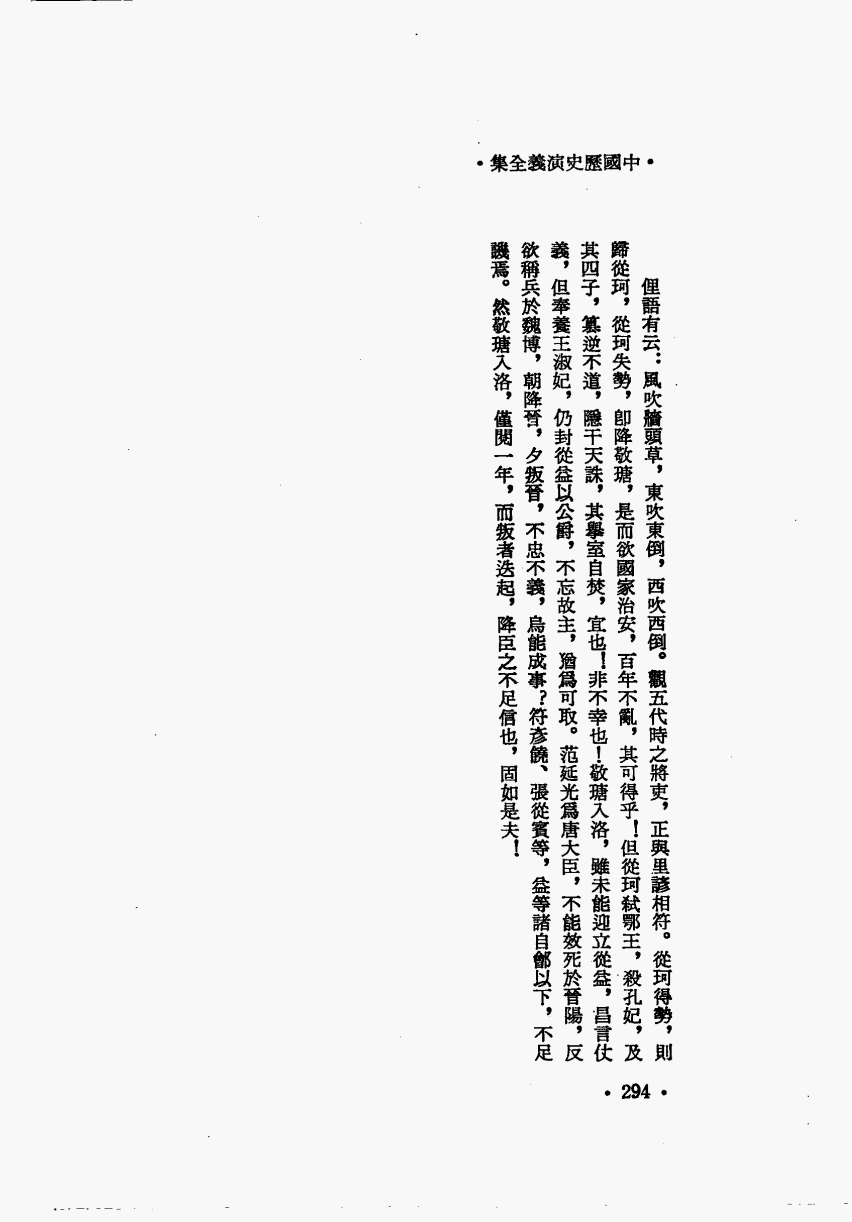 •中國歷史演義全集•
俚語有云：風吹牆頭草，東吹東倒，西吹西倒。觀五代時之將吏，正與里諺相符。從珂得勢，則
歸從珂，從珂失勢，卽降敬瑭，是而欲國家治安，百年不亂，其可得乎！但從珂弒鄂王，殺孔妃，及
其四子，篡逆不道，隱干天誅，其舉室自焚，宜也！非不幸也！敬瑭入洛，雖未能迎立從益，昌言仗
義，但奉養王淑妃，仍封從益以公爵，不忘故主，猶爲可取。范延光爲唐大臣，不能效死於晉陽，反
欲稱兵於魏博，朝降晉，夕叛晉，不忠不義，烏能成事？符彥饒、張從賓等，益等諸自鄶以下，不足
譏焉。然敬瑭入洛，僅閱一年，而叛者迭起，降臣之不足信也，固如是夫！
• 294 •